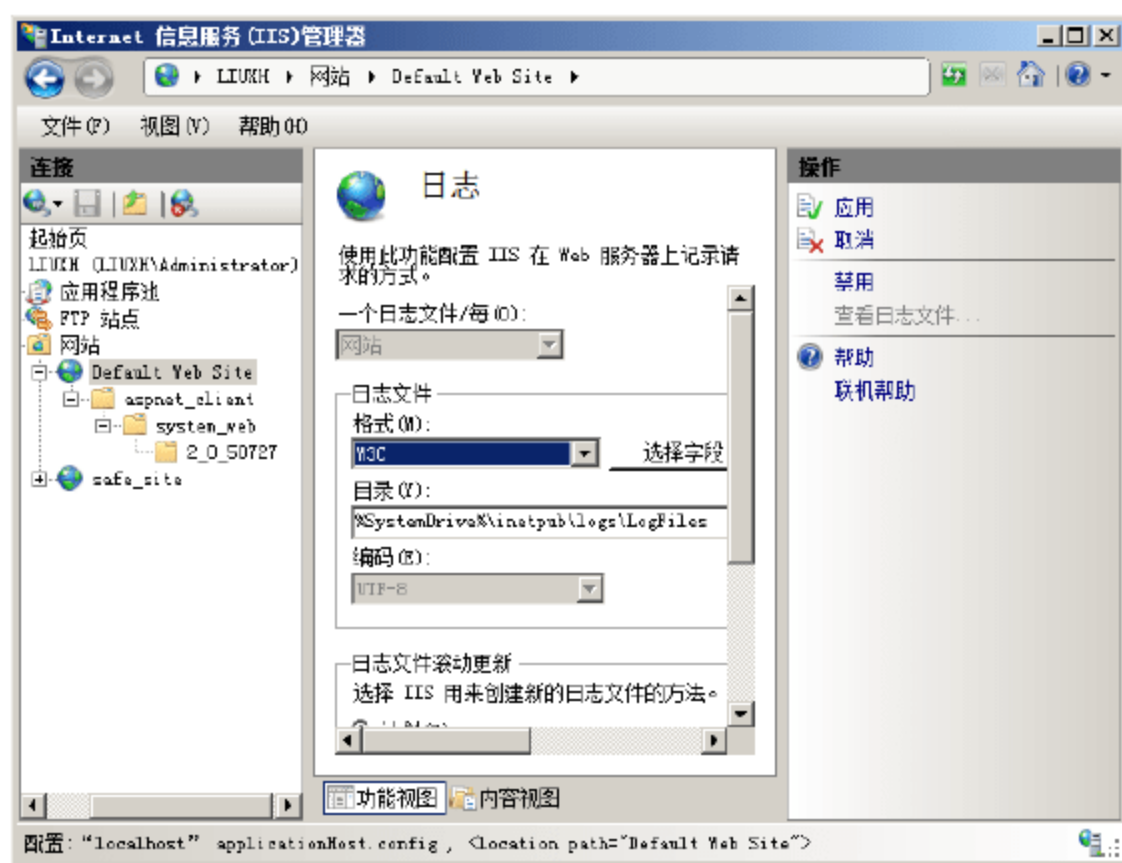 Internet 信息服务(IIS)管理器
LIUXH ▸ 网站 ▸ Default Web Site ▸
文件(F) 视图(V) 帮助(H)
连接
起始页
LIUXH (LIUXH\Administrator)
应用程序池
FTP 站点
网站
Default Web Site
aspnet_client
system_web
2_0_50727
safe_site
日志
使用此功能配置 IIS 在 Web 服务器上记录请
求的方式。
一个日志文件/每(O):
网站
日志文件
格式(M):
W3C
选择字段
目录(Y):
%SystemDrive%\inetpub\logs\LogFiles
编码(E):
UTF-8
日志文件滚动更新
选择 IIS 用来创建新的日志文件的方法。
功能视图 内容视图
操作
应用
取消
禁用
查看日志文件...
帮助
联机帮助
配置: “localhost” applicationHost.config , <location path="Default Web Site">